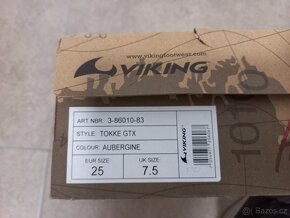 www.vikingfootwear.com
VIKING
ART NBR: 3-86010-83
STYLE: TOKKE GTX
COLOUR: AUBERGINE
EUR SIZE UK SIZE
25 7.5
VIKING
Bazoš.cz